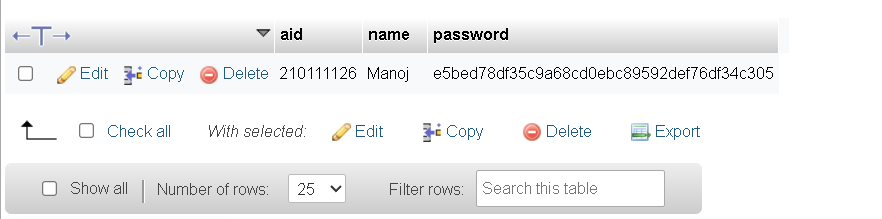 aid name password
Edit Copy Delete 210111126 Manoj e5bed78df35c9a68cd0ebc89592def76df34c305
Check all With selected: Edit Copy Delete Export
Show all Number of rows: 25 Filter rows: Search this table